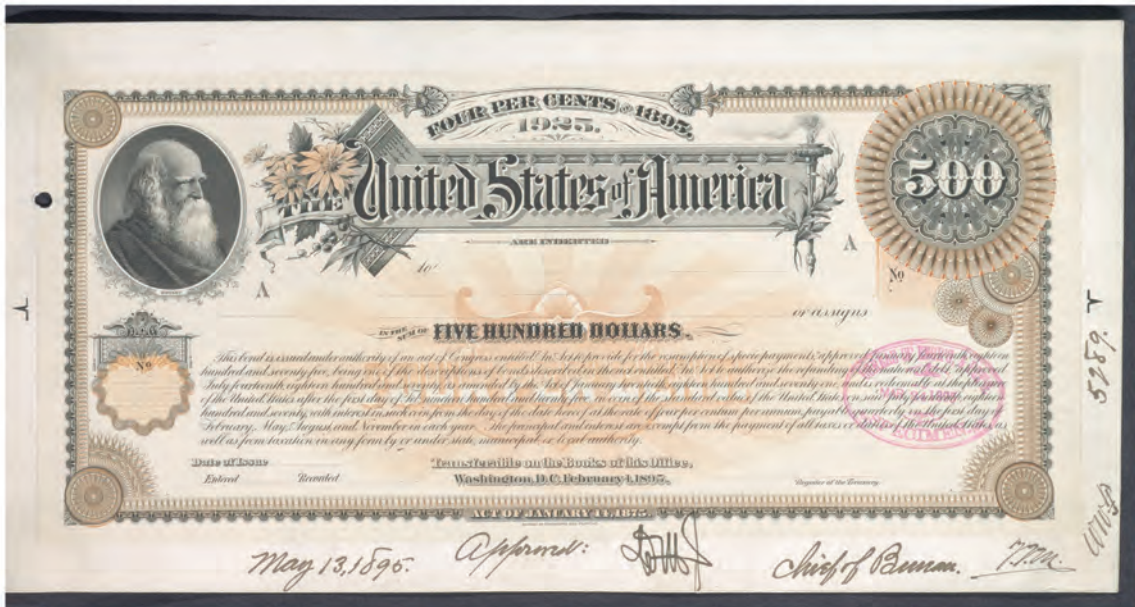 FOUR PER CENTS OF 1895.
1925.
THE United States of America
ARE INDEBTED
500
to
A
A
No
or assigns
IN THE SUM OF FIVE HUNDRED DOLLARS.
No
This bond is issued under authority of an act of Congress entitled "An Act to provide for the resumption of specie payments," approved January fourteenth, eighteen
hundred and seventy five, being one of the descriptions of bonds described in the act entitled "An Act to authorize the refunding of the national debt," approved
July fourteenth, eighteen hundred and seventy, as amended by the Act of January twentieth, eighteen hundred and seventy one and is redeemable at the pleasure
of the United States after the first day of February nineteen hundred and twenty five in coin of the standard value of the United States on said July fourteenth, eighteen
hundred and seventy, with interest in such coin from the day of the date hereof at the rate of four per centum per annum, payable quarterly on the first day of
February, May, August, and November in each year. The principal and interest are exempt from the payment of all taxes or duties of the United States, as
well as from taxation in any form by or under state, municipal, or local authority.
SPECIMEN
Date of Issue
Entered Recorded
Transferable on the Books of this Office,
Washington, D.C. February 1, 1895.
Register of the Treasury.
ACT OF JANUARY 14, 1875.
May 13, 1895. Approved: Chief of Bureau. T.J.M.
5289.